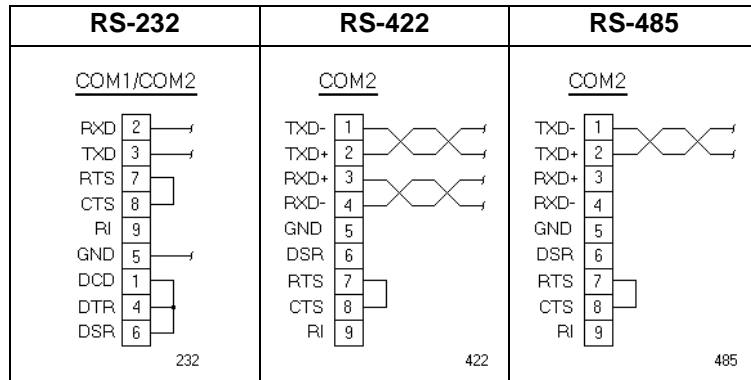 RS-232
RS-422
RS-485
COM1/COM2
RXD 2
TXD 3
RTS 7
CTS 8
RI 9
GND 5
DCD 1
DTR 4
DSR 6
232
COM2
TXD- 1
TXD+ 2
RXD+ 3
RXD- 4
GND 5
DSR 6
RTS 7
CTS 8
RI 9
422
COM2
TXD- 1
TXD+ 2
RXD+ 3
RXD- 4
GND 5
DSR 6
RTS 7
CTS 8
RI 9
485